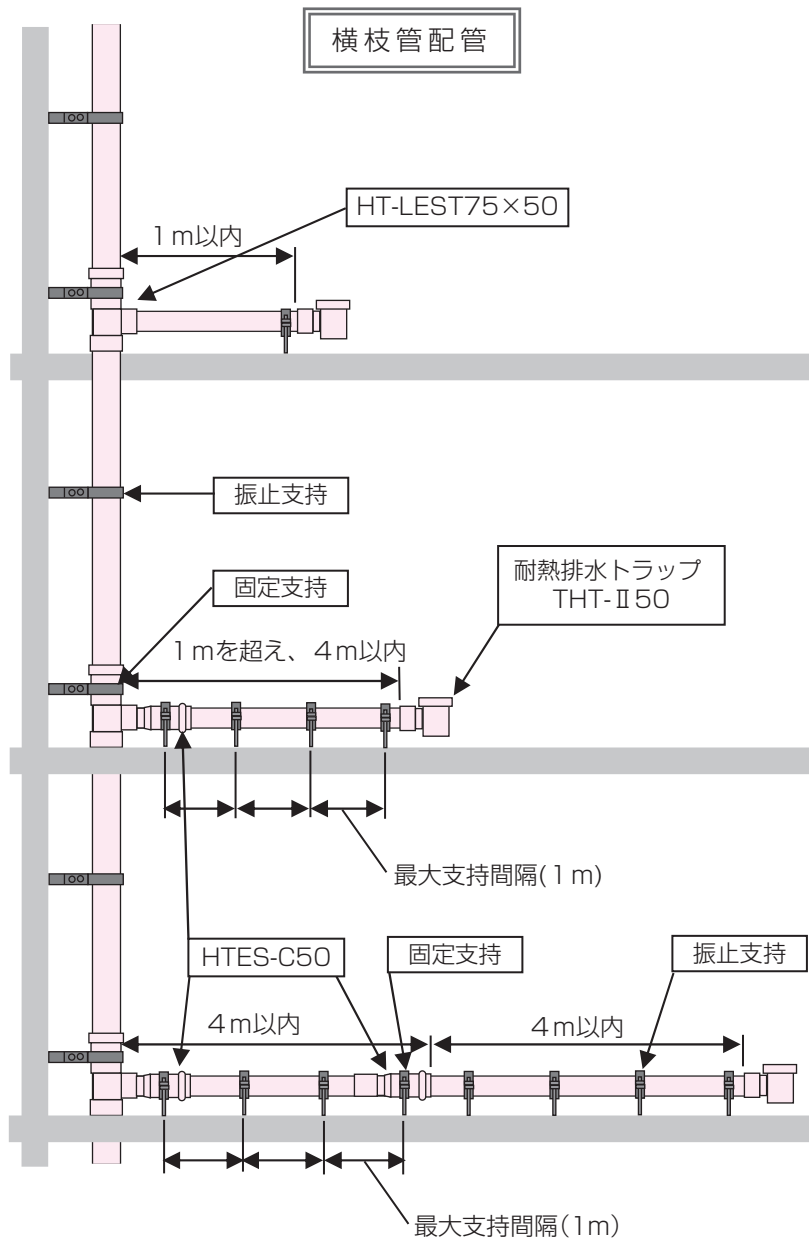 横枝管配管
HT-LEST75×50
1m以内
振止支持
耐熱排水トラップ
THT-Ⅱ50
固定支持
1mを超え、4m以内
最大支持間隔(1m)
HTES-C50
固定支持
振止支持
4m以内
4m以内
最大支持間隔(1m)